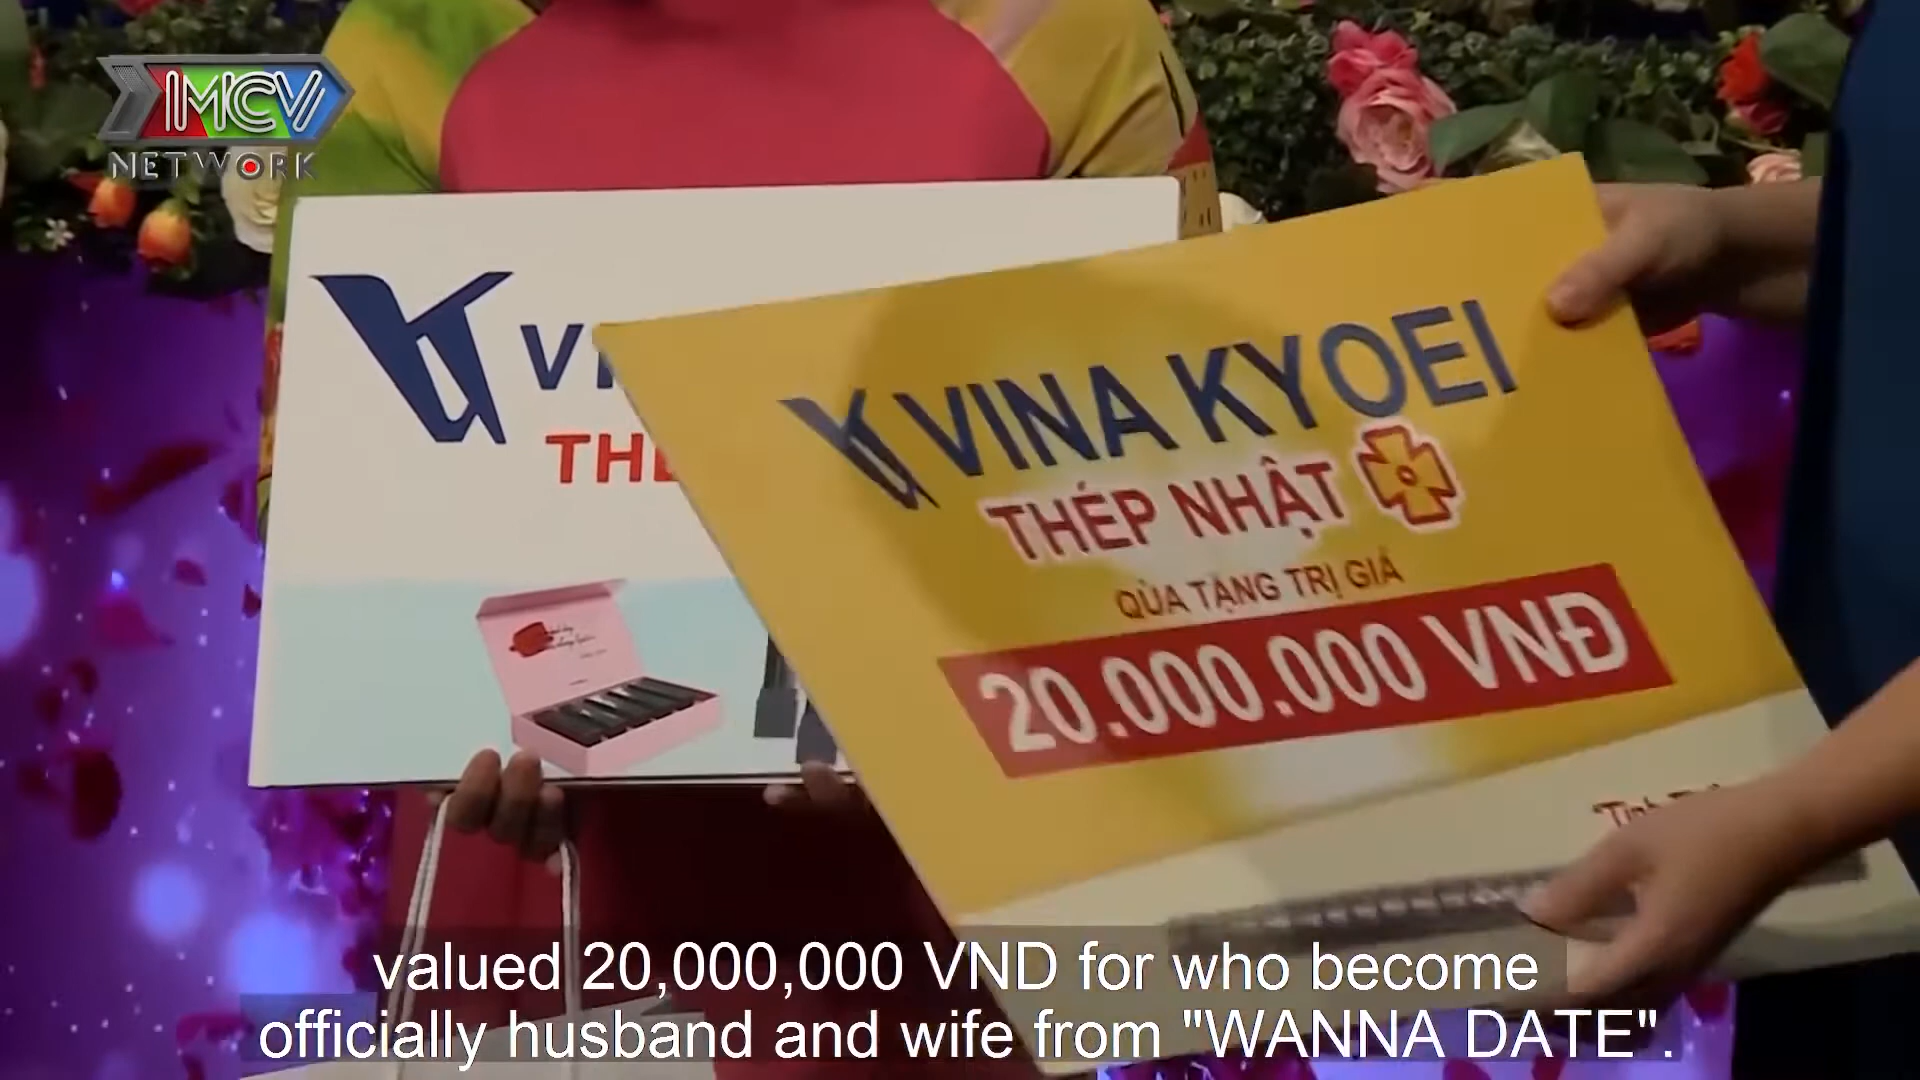 MCV
NETWORK
VINA KYOEI
THÉP NHẬT
QÙA TẶNG TRỊ GIÁ
20.000.000 VNĐ
valued 20,000,000 VND for who become
officially husband and wife from "WANNA DATE".